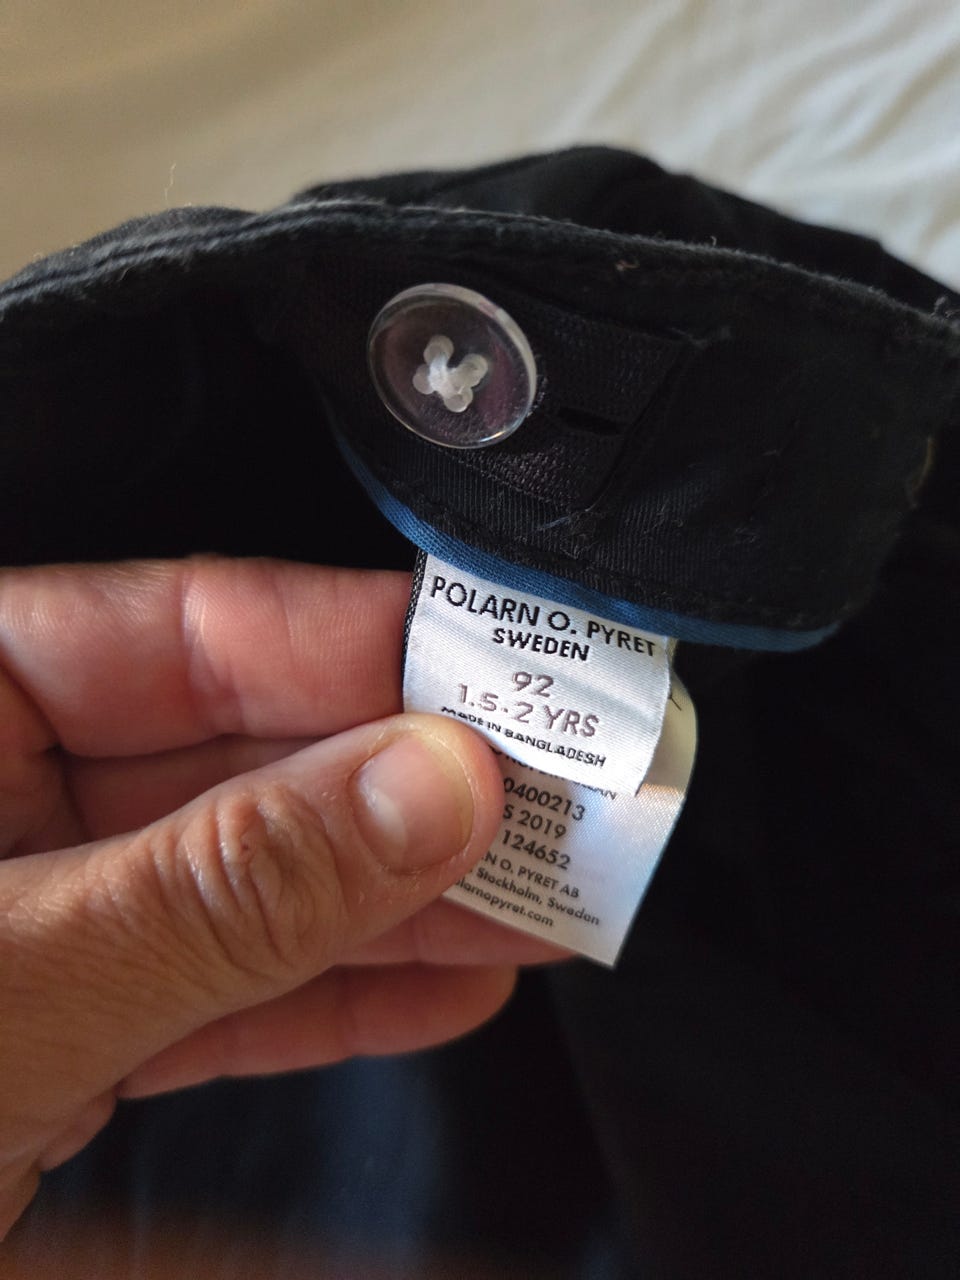 POLARN O. PYRET
SWEDEN
92
1.5-2 YRS
MADE IN BANGLADESH
0400213
S 2019
124652
N O. PYRET AB
Stockholm, Sweden
larnopyret.com